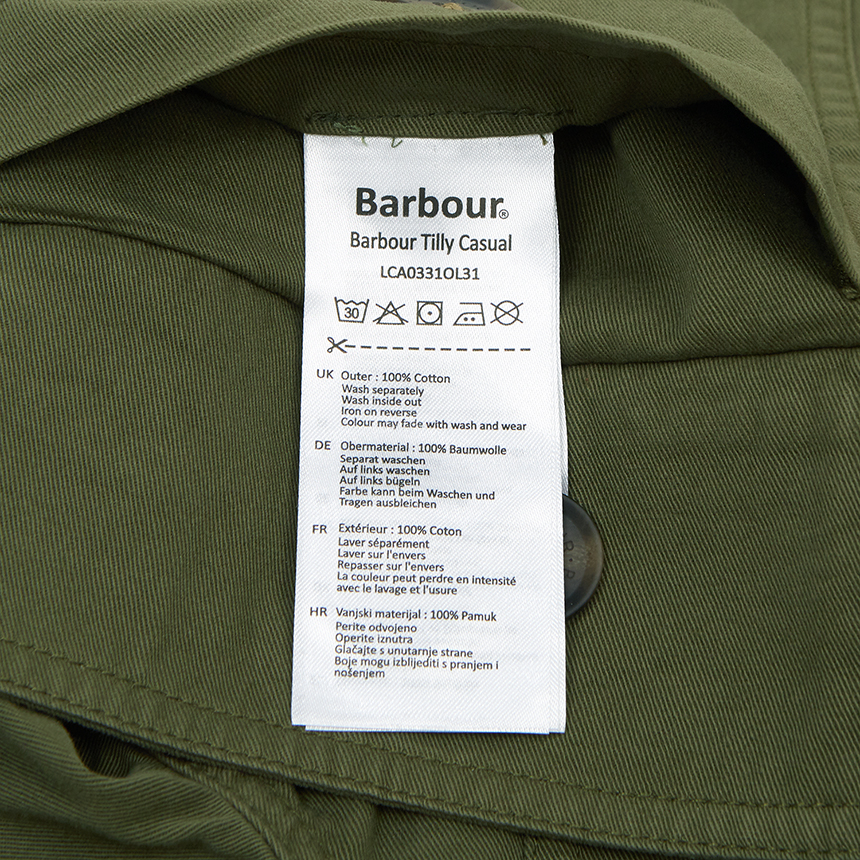 Barbour®
Barbour Tilly Casual
LCA0331OL31
30
UK Outer : 100% Cotton
Wash separately
Wash inside out
Iron on reverse
Colour may fade with wash and wear
DE Obermaterial : 100% Baumwolle
Separat waschen
Auf links waschen
Auf links bügeln
Farbe kann beim Waschen und
Tragen ausbleichen
FR Extérieur : 100% Coton
Laver séparément
Laver sur l'envers
Repasser sur l'envers
La couleur peut perdre en intensité
avec le lavage et l'usure
HR Vanjski materijal : 100% Pamuk
Perite odvojeno
Operite iznutra
Glačajte s unutarnje strane
Boje mogu izblijediti s pranjem i
nošenjem